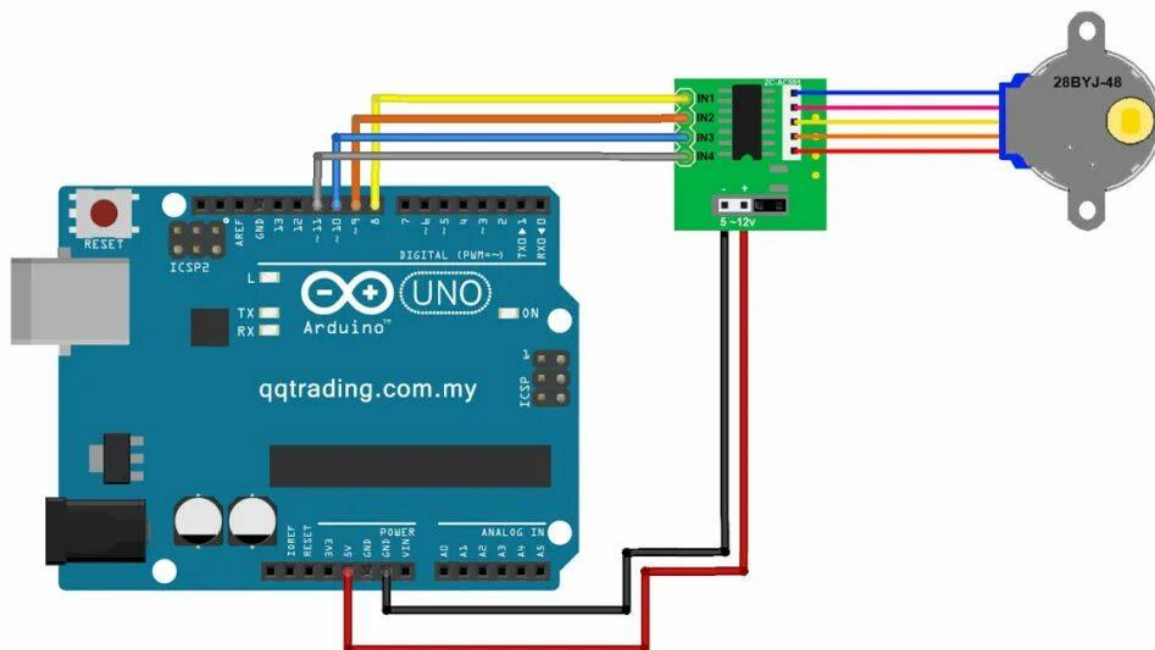 28BYJ-48
IN1
IN2
IN3
IN4
- +
5 ~12v
RESET
ICSP2
AREF
GND
13
12
~11
~10
~9
8
7
~6
~5
4
~3
2
TX0 ▶ 1
RX0 ◀ 0
DIGITAL (PWM=~)
L
TX
RX
UNO
ON
Arduino™
1
ICSP
qqtrading.com.my
POWER
ANALOG IN
IOREF
RESET
3V3
5V
GND
GND
VIN
A0
A1
A2
A3
A4
A5